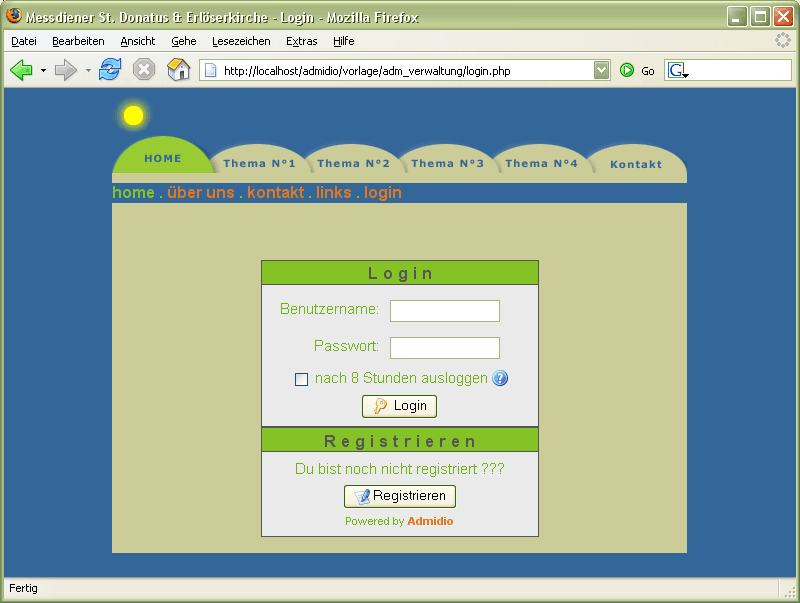 Messdiener St. Donatus & Erlöserkirche - Login - Mozilla Firefox
Datei Bearbeiten Ansicht Gehe Lesezeichen Extras Hilfe
http://localhost/admidio/vorlage/adm_verwaltung/login.php Go G
HOME Thema N°1 Thema N°2 Thema N°3 Thema N°4 Kontakt
home . über uns . kontakt . links . login
Login
Benutzername:
Passwort:
nach 8 Stunden ausloggen ?
Login
Registrieren
Du bist noch nicht registriert ???
Registrieren
Powered by Admidio
Fertig